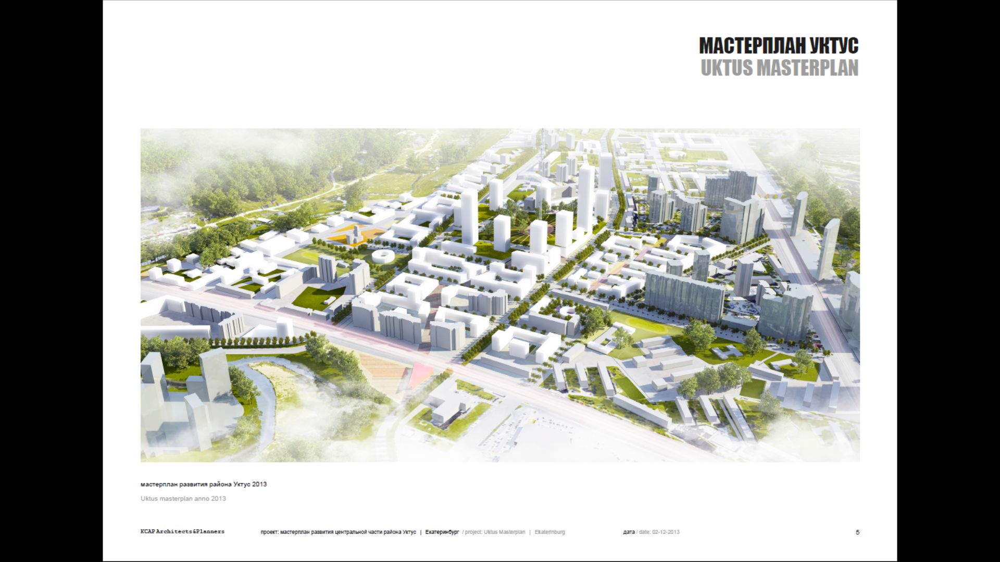 МАСТЕРПЛАН УКТУС
UKTUS MASTERPLAN
мастерплан развития района Уктус 2013
Uktus masterplan anno 2013
KCAP Architects&Planners
проект: мастерплан развития центральной части района Уктус | Екатеринбург / project: Uktus Masterplan | Ekaterinburg
дата / date: 02-12-2013
5